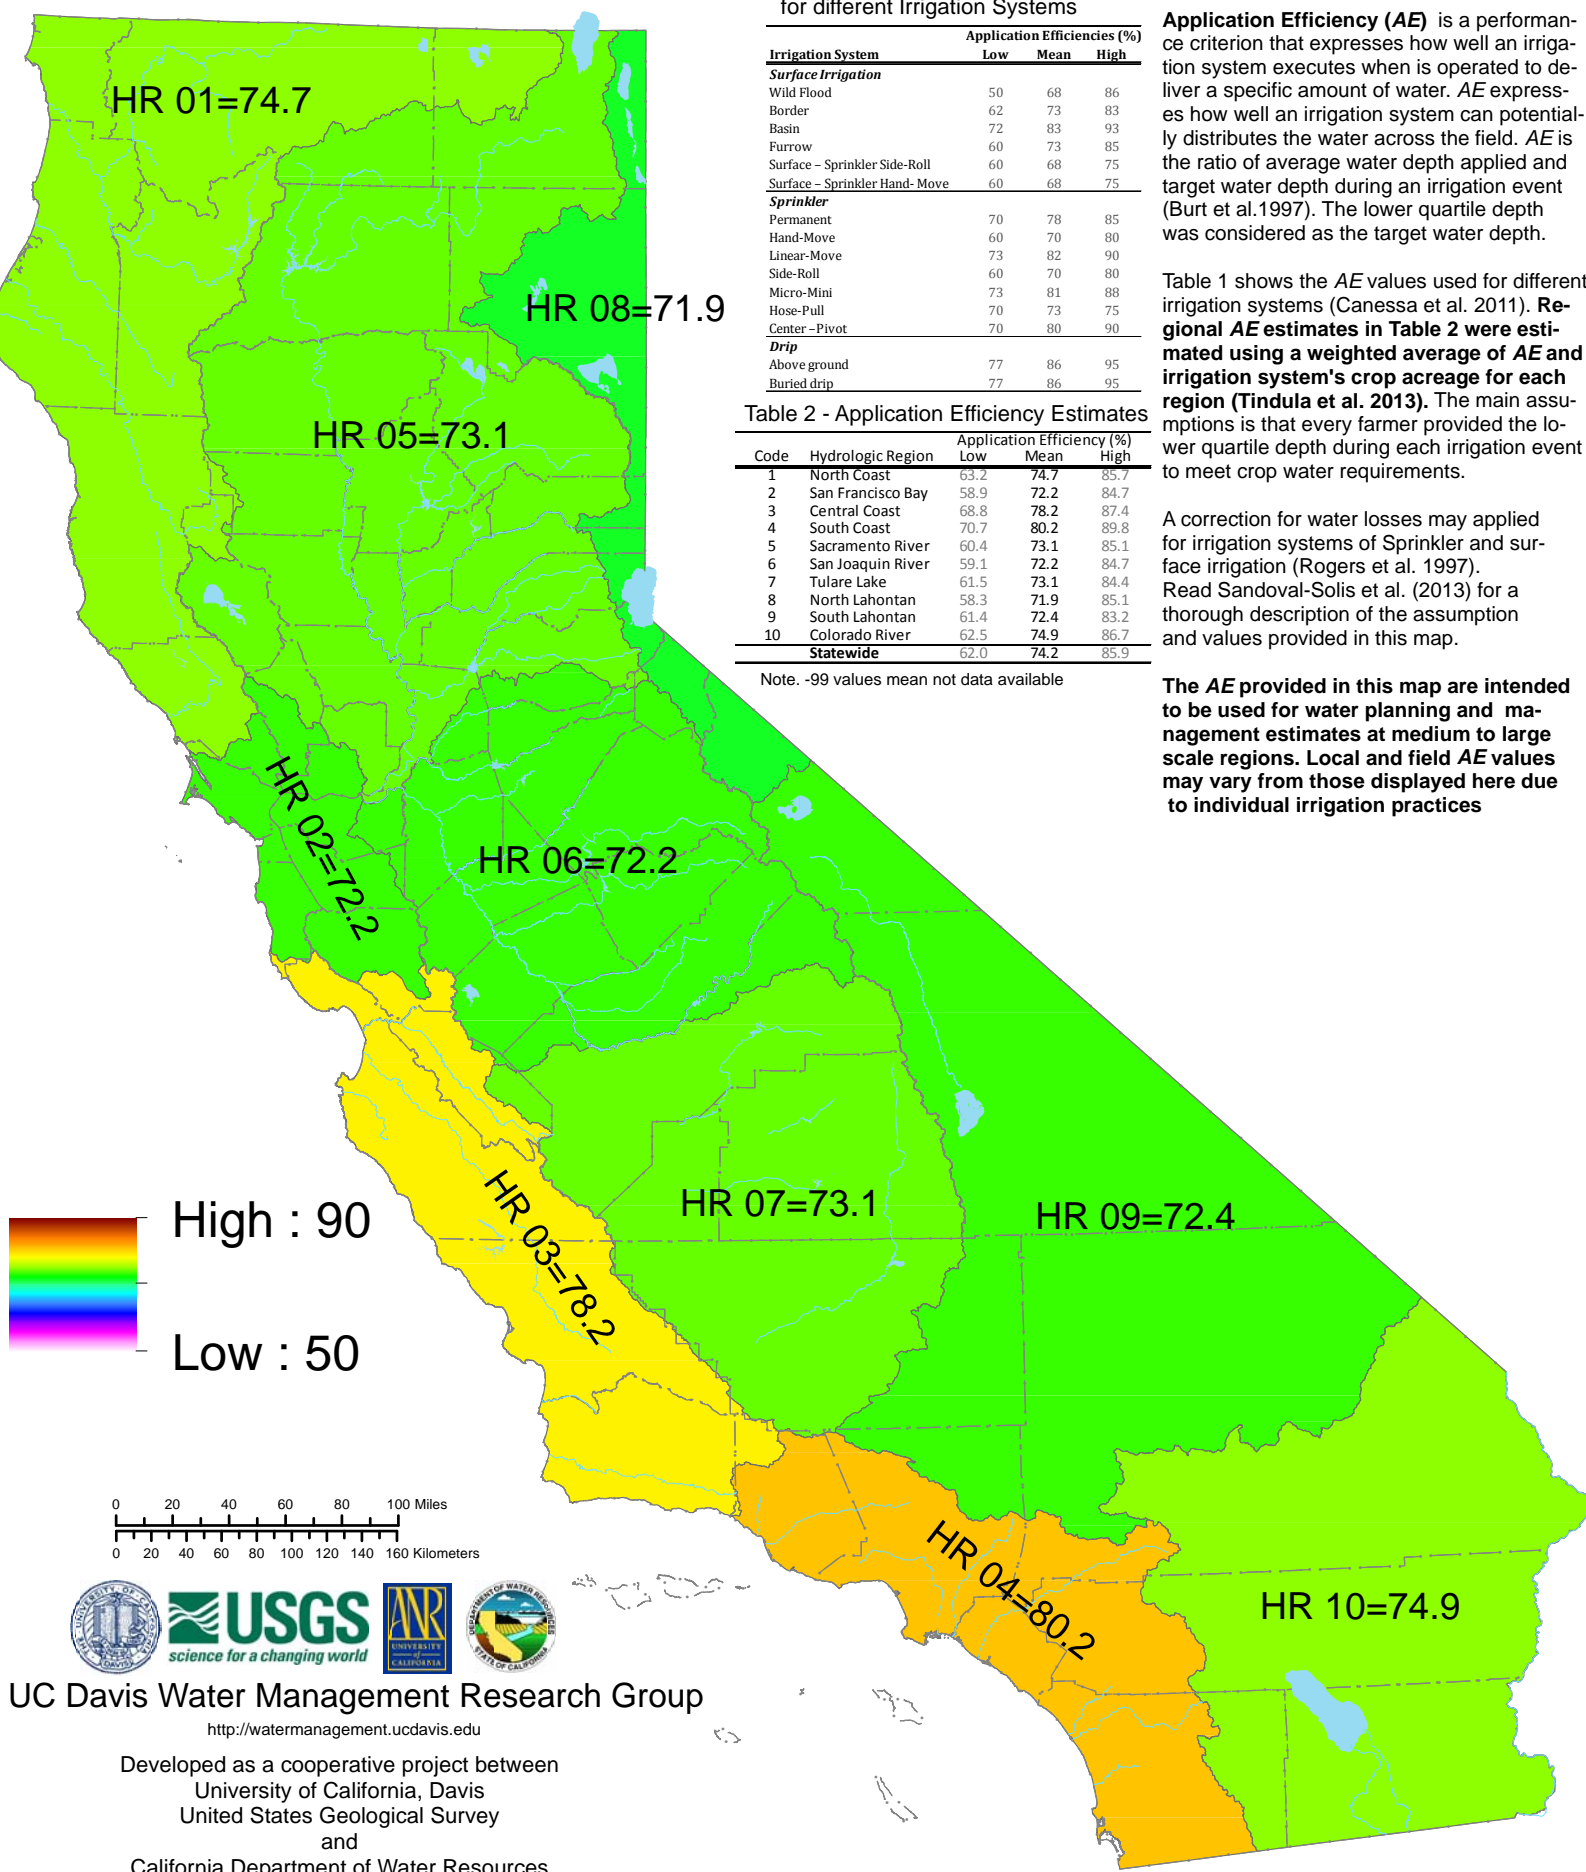 for different Irrigation Systems
Application Efficiencies (%)
Irrigation System Low Mean High
Surface Irrigation
Wild Flood 50 68 86
Border 62 73 83
Basin 72 83 93
Furrow 60 73 85
Surface – Sprinkler Side-Roll 60 68 75
Surface – Sprinkler Hand- Move 60 68 75
Sprinkler
Permanent 70 78 85
Hand-Move 60 70 80
Linear-Move 73 82 90
Side-Roll 60 70 80
Micro-Mini 73 81 88
Hose-Pull 70 73 75
Center – Pivot 70 80 90
Drip
Above ground 77 86 95
Buried drip 77 86 95
Table 2 - Application Efficiency Estimates
Application Efficiency (%)
Code Hydrologic Region Low Mean High
1 North Coast 63.2 74.7 85.7
2 San Francisco Bay 58.9 72.2 84.7
3 Central Coast 68.8 78.2 87.4
4 South Coast 70.7 80.2 89.8
5 Sacramento River 60.4 73.1 85.1
6 San Joaquin River 59.1 72.2 84.7
7 Tulare Lake 61.5 73.1 84.4
8 North Lahontan 58.3 71.9 85.1
9 South Lahontan 61.4 72.4 83.2
10 Colorado River 62.5 74.9 86.7
Statewide 62.0 74.2 85.9
Note. -99 values mean not data available
Application Efficiency (AE) is a performan-
ce criterion that expresses how well an irriga-
tion system executes when is operated to de-
liver a specific amount of water. AE express-
es how well an irrigation system can potential-
ly distributes the water across the field. AE is
the ratio of average water depth applied and
target water depth during an irrigation event
(Burt et al.1997). The lower quartile depth
was considered as the target water depth.
Table 1 shows the AE values used for different
irrigation systems (Canessa et al. 2011). Re-
gional AE estimates in Table 2 were esti-
mated using a weighted average of AE and
irrigation system's crop acreage for each
region (Tindula et al. 2013). The main assu-
mptions is that every farmer provided the lo-
wer quartile depth during each irrigation event
to meet crop water requirements.
A correction for water losses may applied
for irrigation systems of Sprinkler and sur-
face irrigation (Rogers et al. 1997).
Read Sandoval-Solis et al. (2013) for a
thorough description of the assumption
and values provided in this map.
The AE provided in this map are intended
to be used for water planning and ma-
nagement estimates at medium to large
scale regions. Local and field AE values
may vary from those displayed here due
to individual irrigation practices
HR 01=74.7
HR 08=71.9
HR 05=73.1
HR 02=72.2
HR 06=72.2
HR 03=78.2
HR 07=73.1
HR 09=72.4
HR 04=80.2
HR 10=74.9
High : 90
Low : 50
0 20 40 60 80 100 Miles
0 20 40 60 80 100 120 140 160 Kilometers
THE UNIVERSITY OF CALIFORNIA
DAVIS
USGS
science for a changing world
ANR
UNIVERSITY
of
CALIFORNIA
DEPARTMENT OF WATER RESOURCES
STATE OF CALIFORNIA
UC Davis Water Management Research Group
http://watermanagement.ucdavis.edu
Developed as a cooperative project between
University of California, Davis
United States Geological Survey
and
California Department of Water Resources